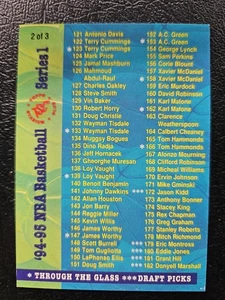 2 of 3
'94-95 NBA Basketball Series 1
121 Antonio Davis
122 Terry Cummings
* 123 Terry Cummings
124 Mark Price
125 Jamal Mashburn
126 Mahmoud
Abdul-Rauf
127 Charles Oakley
128 Steve Smith
129 Vin Baker
130 Robert Horry
131 Doug Christie
132 Wayman Tisdale
* 133 Wayman Tisdale
134 Muggsy Bogues
135 Dino Radja
136 Jeff Hornacek
137 Gheorghe Muresan
138 Loy Vaught
* 139 Loy Vaught
140 Benoit Benjamin
141 Johnny Dawkins
142 Allan Houston
143 Jon Barry
144 Reggie Miller
145 Kevin Willis
146 James Worthy
* 147 James Worthy
148 Scott Burrell
149 Tom Gugliotta
150 LaPhonso Ellis
151 Doug Smith
152 A.C. Green
* 153 A.C. Green
154 George Lynch
155 Sam Perkins
156 Corie Blount
157 Xavier McDaniel
* 158 Xavier McDaniel
159 Eric Murdock
160 David Robinson
161 Karl Malone
* 162 Karl Malone
163 Clarence
Weatherspoon
164 Calbert Cheaney
165 Tom Hammonds
* 166 Tom Hammonds
167 Alonzo Mourning
168 Clifford Robinson
169 Micheal Williams
170 Ervin Johnson
171 Mike Gminski
172 Jason Kidd
173 Anthony Bonner
174 Stacey King
175 Rex Chapman
176 Greg Graham
177 Stanley Roberts
178 Mitch Richmond
179 Eric Montross
180 Eddie Jones
181 Grant Hill
182 Donyell Marshall
* THROUGH THE GLASS *** DRAFT PICKS